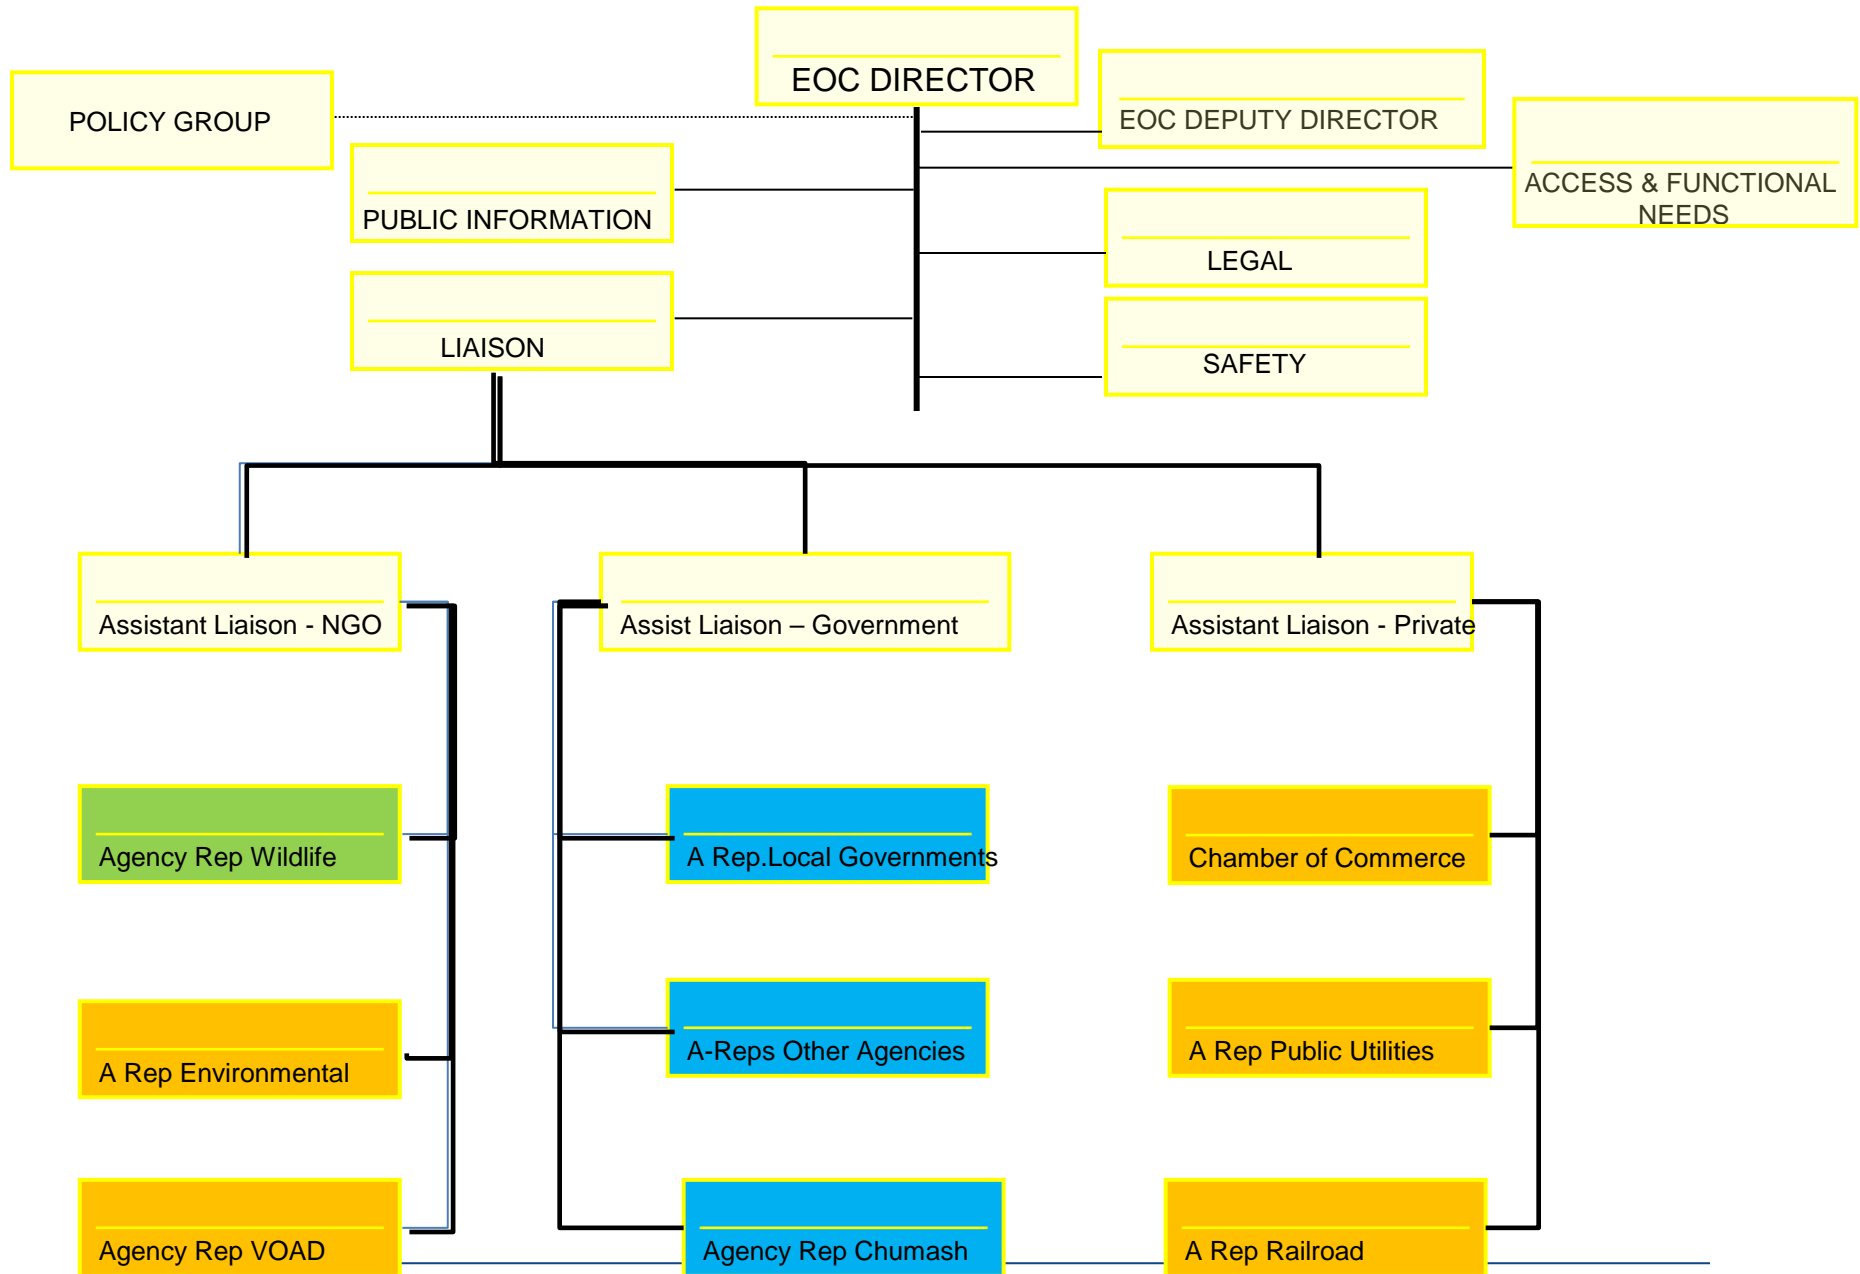 EOC DIRECTOR
POLICY GROUP
EOC DEPUTY DIRECTOR
ACCESS & FUNCTIONAL
NEEDS
PUBLIC INFORMATION
LEGAL
LIAISON
SAFETY
Assistant Liaison - NGO
Assist Liaison – Government
Assistant Liaison - Private
Agency Rep Wildlife
A Rep.Local Governments
Chamber of Commerce
A Rep Environmental
A-Reps Other Agencies
A Rep Public Utilities
Agency Rep VOAD
Agency Rep Chumash
A Rep Railroad